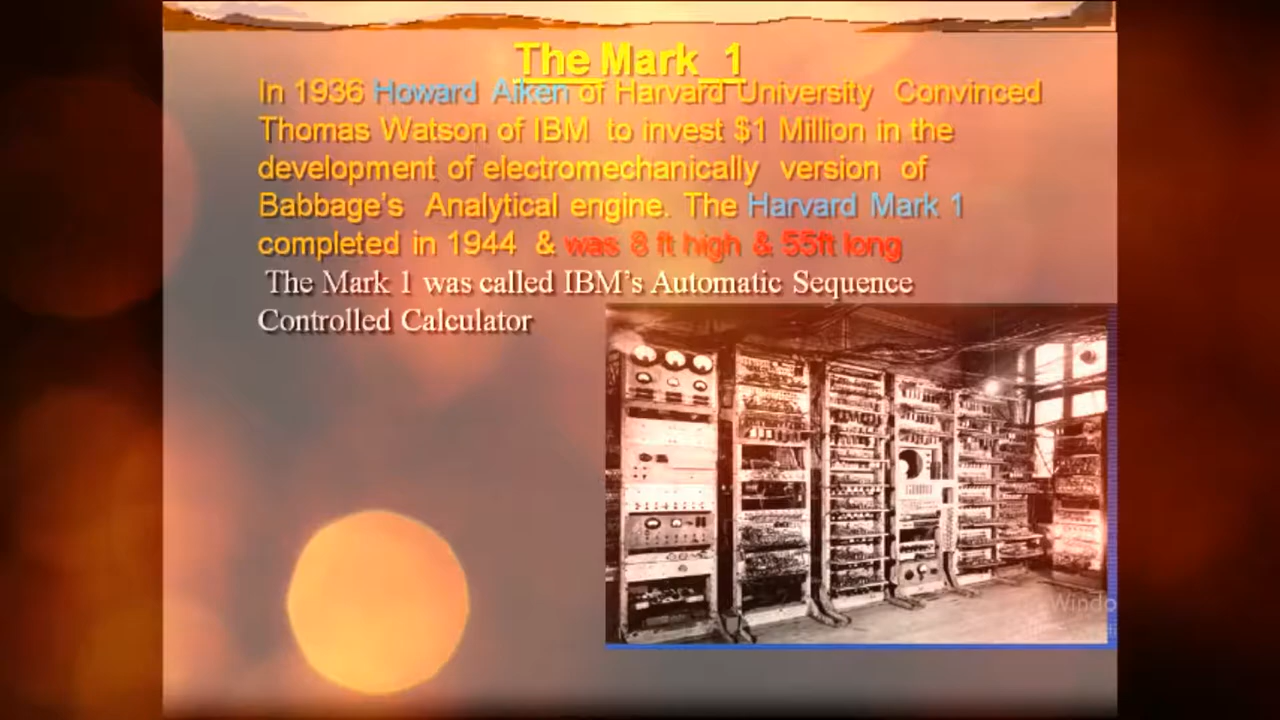 The Mark 1
In 1936 Howard Aiken of Harvard University Convinced
Thomas Watson of IBM to invest $1 Million in the
development of electromechanically version of
Babbage's Analytical engine. The Harvard Mark 1
completed in 1944 & was 8 ft high & 55ft long
The Mark 1 was called IBM's Automatic Sequence
Controlled Calculator